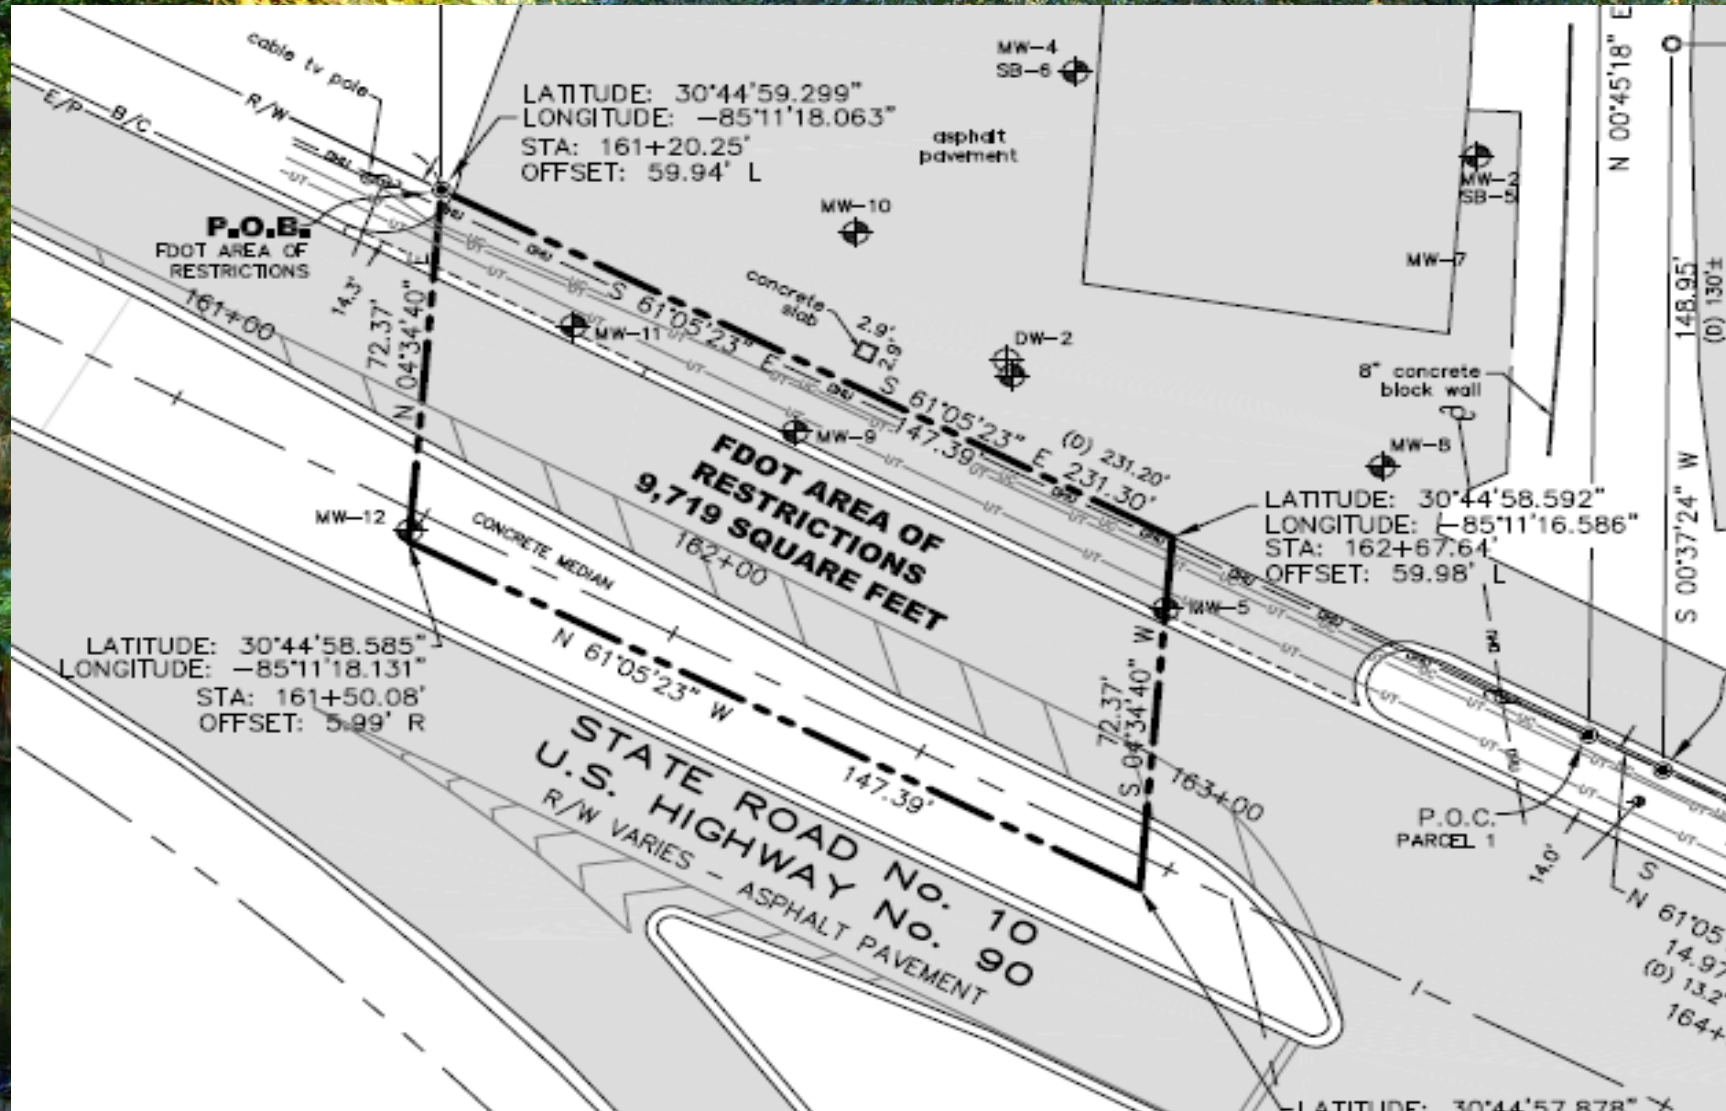 cable tv pole
R/W
E/P
B/C
LATITUDE: 30°44'59.299"
LONGITUDE: -85°11'18.063"
STA: 161+20.25'
OFFSET: 59.94' L
MW-4
SB-6
asphalt
pavement
MW-2
SB-5
MW-7
N 00°45'18" E
148.95'
(D) 130'±
MW-10
P.O.B.
FDOT AREA OF
RESTRICTIONS
14.3'
161+00
72.37'
N 04°34'40" E
MW-11
concrete
slab
2.9'
2.9'
DW-2
8" concrete
block wall
MW-8
S 61°05'23" E
147.39'
S 61°05'23" E 231.30'
(D) 231.20'
MW-9
FDOT AREA OF
RESTRICTIONS
9,719 SQUARE FEET
162+00
LATITUDE: 30°44'58.592"
LONGITUDE: -85°11'16.586"
STA: 162+67.64'
OFFSET: 59.98' L
S 00°37'24" W
MW-12
CONCRETE MEDIAN
MW-5
LATITUDE: 30°44'58.585"
LONGITUDE: -85°11'18.131"
STA: 161+50.08'
OFFSET: 5.99' R
N 61°05'23" W
147.39'
72.37'
S 04°34'40" W
163+00
STATE ROAD No. 10
U.S. HIGHWAY No. 90
R/W VARIES - ASPHALT PAVEMENT
P.O.C.
PARCEL 1
14.0'
S
N 61°05
14.97
(D) 13.2'
164+
LATITUDE: 30°44'57.878"